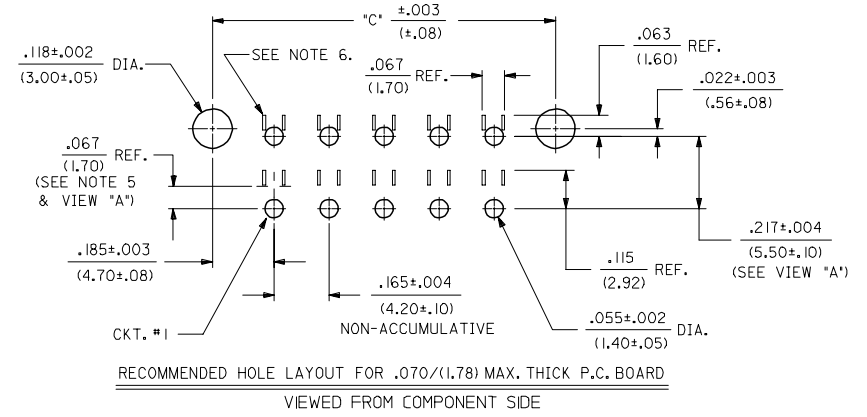 "C" ±.003
(±.08)
.118±.002
(3.00±.05) DIA.
SEE NOTE 6.
.067
(1.70) REF.
.063
(1.60) REF.
.022±.003
(.56±.08)
.067
(1.70) REF.
(SEE NOTE 5
& VIEW "A")
.185±.003
(4.70±.08)
.217±.004
(5.50±.10)
(SEE VIEW "A")
.165±.004
(4.20±.10)
NON-ACCUMULATIVE
.115
(2.92) REF.
CKT. #1
.055±.002
(1.40±.05) DIA.
RECOMMENDED HOLE LAYOUT FOR .070/(1.78) MAX. THICK P.C. BOARD
VIEWED FROM COMPONENT SIDE